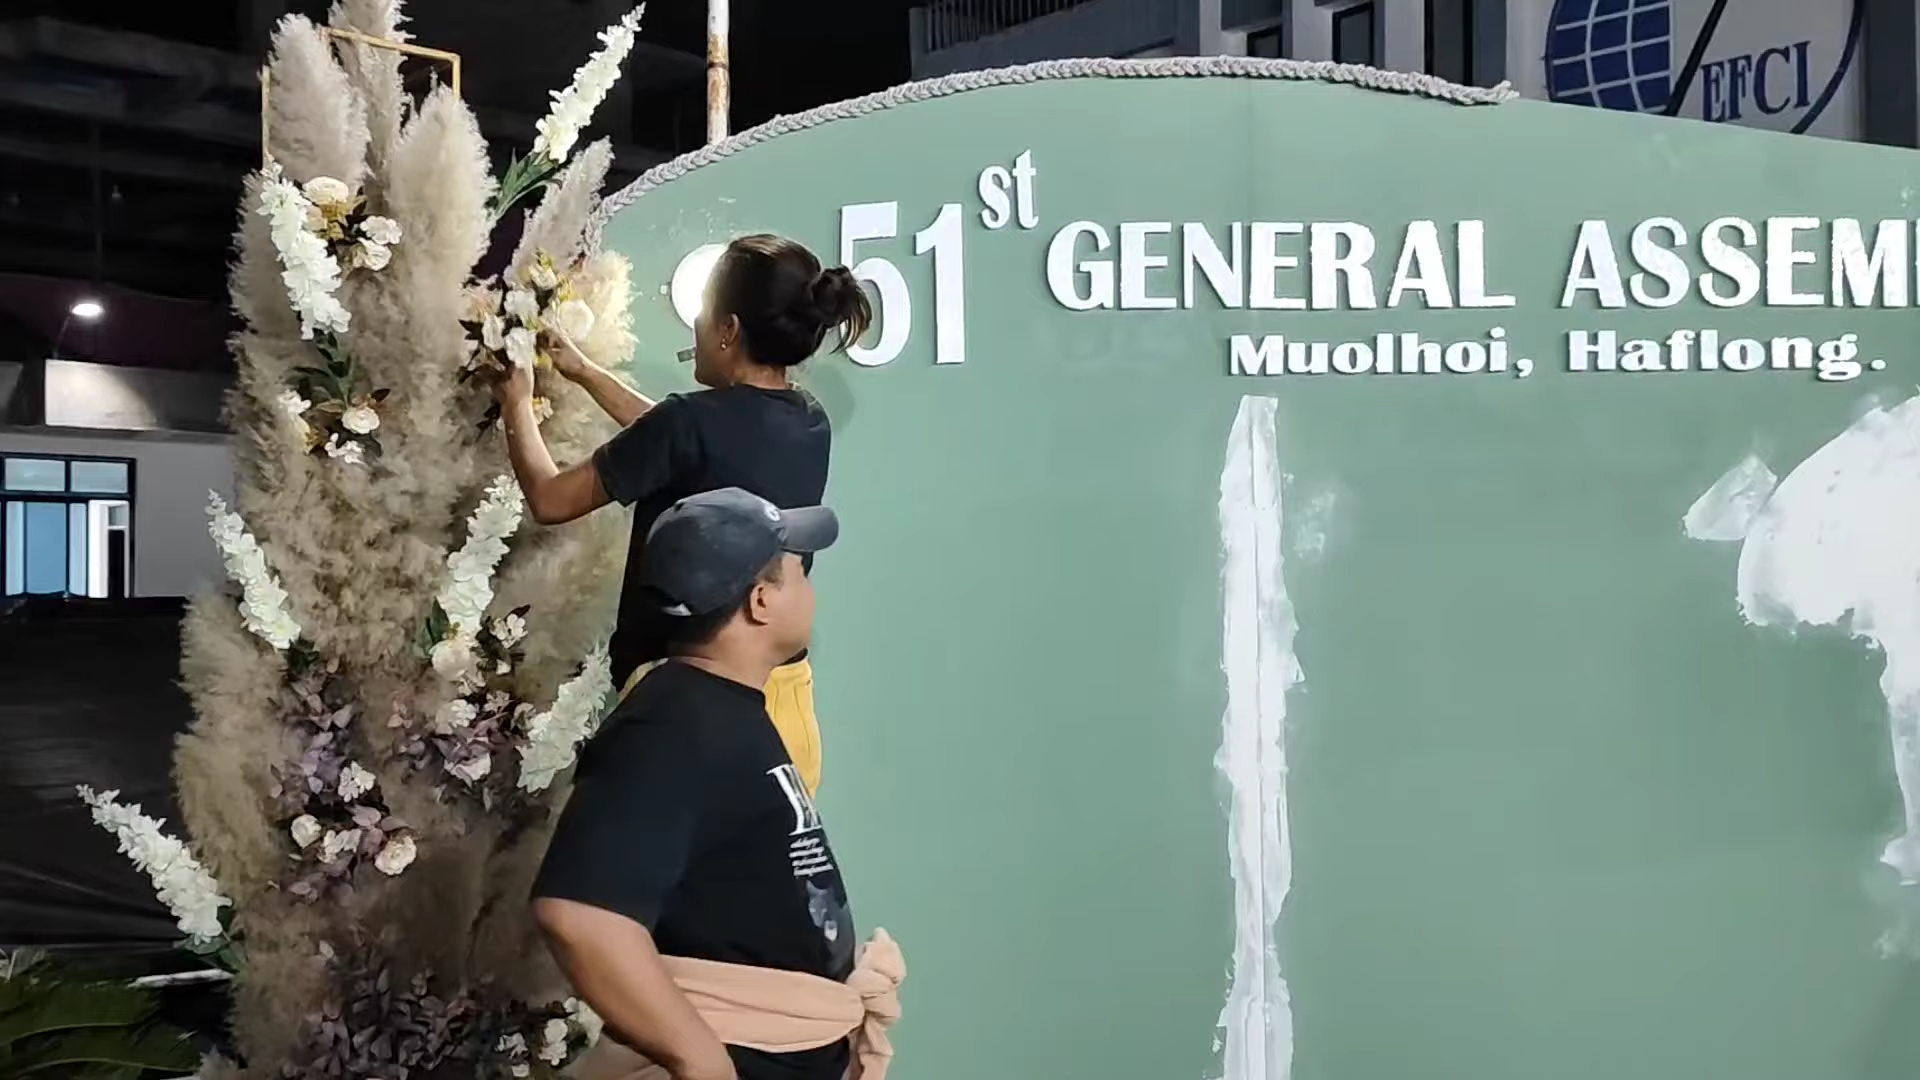 EFCI
51st GENERAL ASSEM
Muolhoi, Haflong.